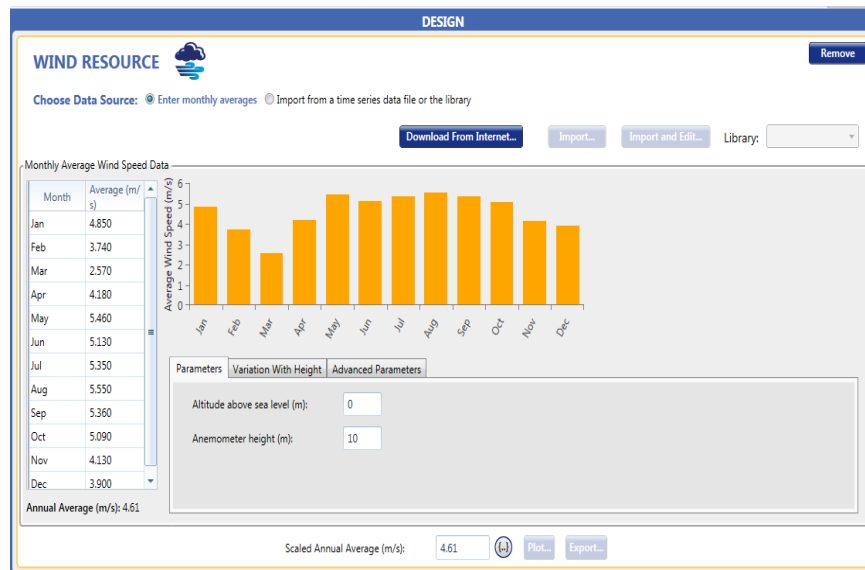 DESIGN
WIND RESOURCE
Remove
Choose Data Source: Enter monthly averages Import from a time series data file or the library
Download From Internet... Import... Import and Edit... Library:
Monthly Average Wind Speed Data
Month Average (m/s)
Jan 4.850
Feb 3.740
Mar 2.570
Apr 4.180
May 5.460
Jun 5.130
Jul 5.350
Aug 5.550
Sep 5.360
Oct 5.090
Nov 4.130
Dec 3.900
Annual Average (m/s): 4.61
Average Wind Speed (m/s)
6
5
4
3
2
1
0
Jan Feb Mar Apr May Jun Jul Aug Sep Oct Nov Dec
Parameters Variation With Height Advanced Parameters
Altitude above sea level (m): 0
Anemometer height (m): 10
Scaled Annual Average (m/s): 4.61 {..} Plot... Export...